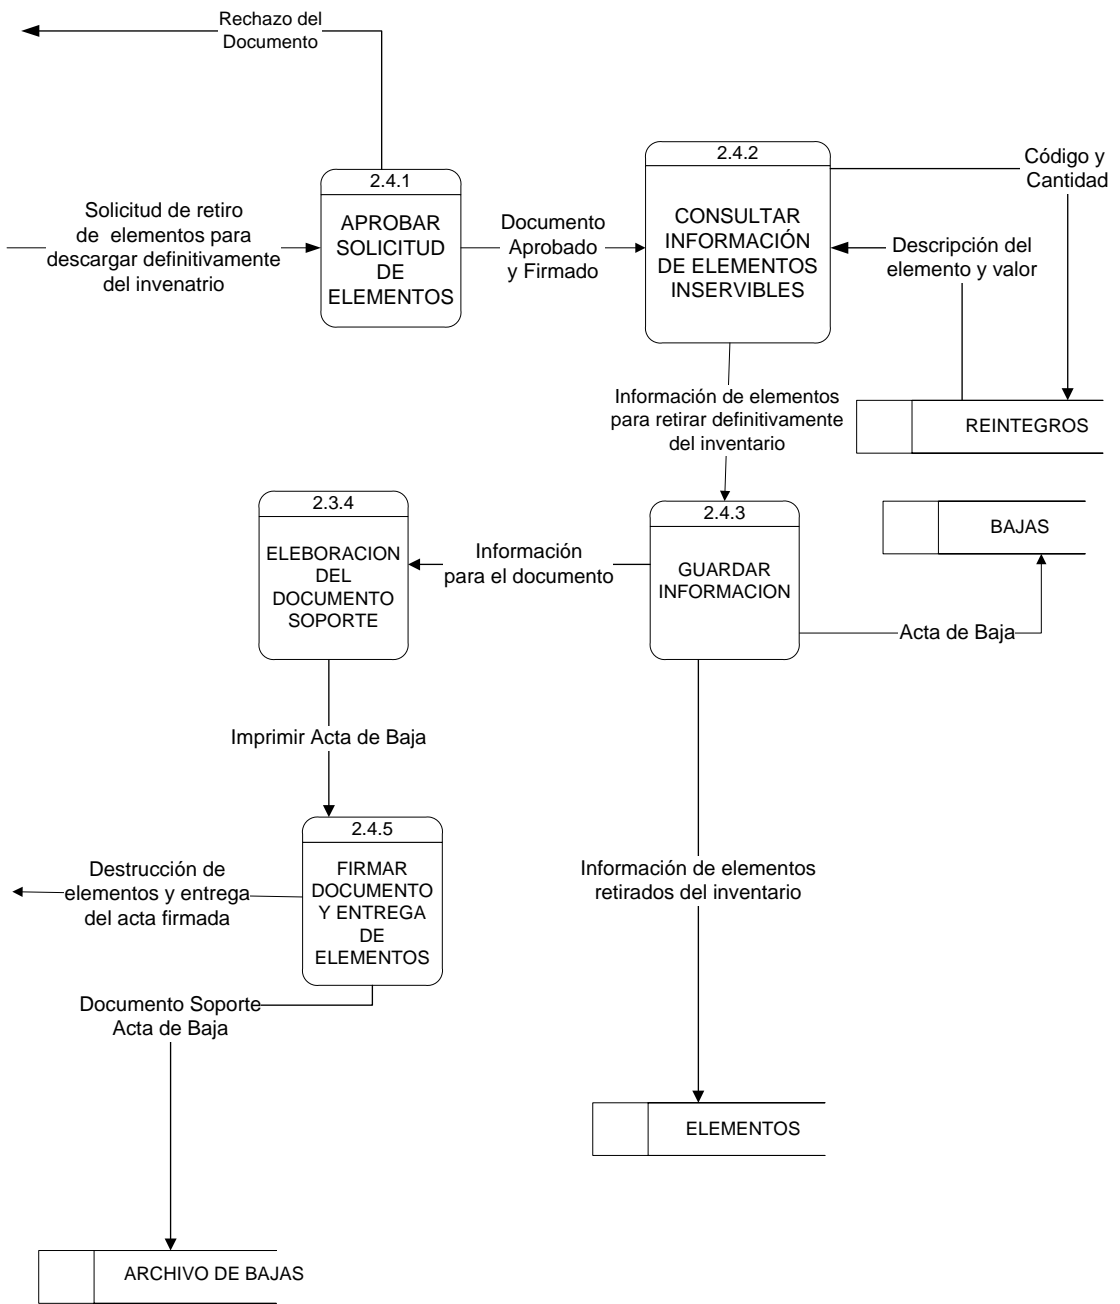 Rechazo del
Documento
2.4.1
APROBAR
SOLICITUD
DE
ELEMENTOS
Solicitud de retiro
de elementos para
descargar definitivamente
del invenatrio
Documento
Aprobado
y Firmado
2.4.2
CONSULTAR
INFORMACIÓN
DE ELEMENTOS
INSERVIBLES
Código y
Cantidad
Descripción del
elemento y valor
Información de elementos
para retirar definitivamente
del inventario
REINTEGROS
2.3.4
ELEBORACION
DEL
DOCUMENTO
SOPORTE
Información
para el documento
2.4.3
GUARDAR
INFORMACION
BAJAS
Acta de Baja
Imprimir Acta de Baja
2.4.5
FIRMAR
DOCUMENTO
Y ENTREGA
DE
ELEMENTOS
Destrucción de
elementos y entrega
del acta firmada
Información de elementos
retirados del inventario
Documento Soporte
Acta de Baja
ELEMENTOS
ARCHIVO DE BAJAS